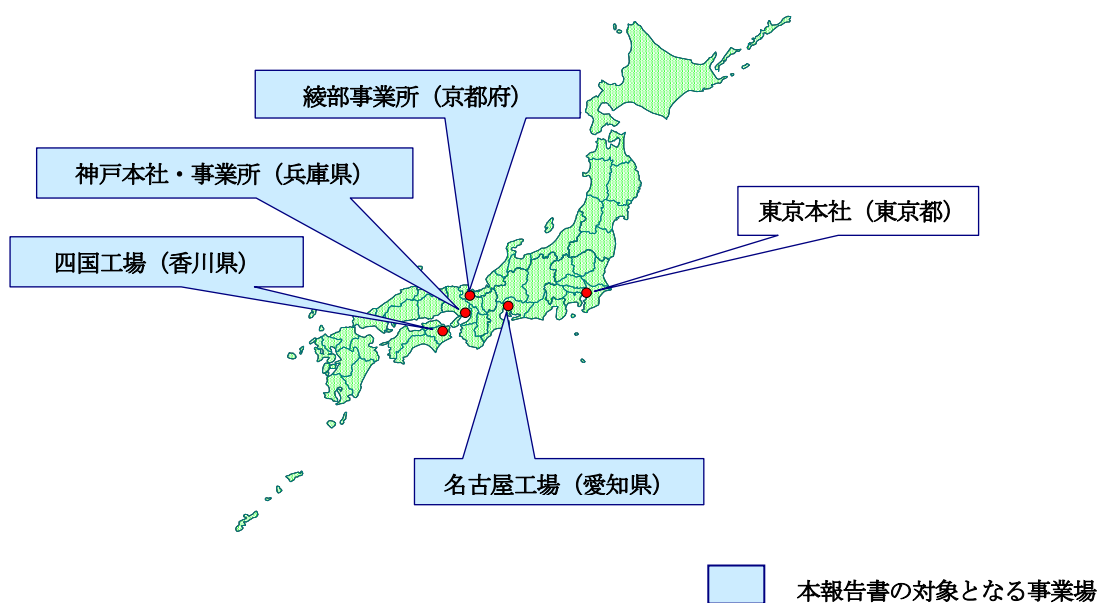 綾部事業所（京都府）
神戸本社・事業所（兵庫県）
東京本社（東京都）
四国工場（香川県）
名古屋工場（愛知県）
本報告書の対象となる事業場